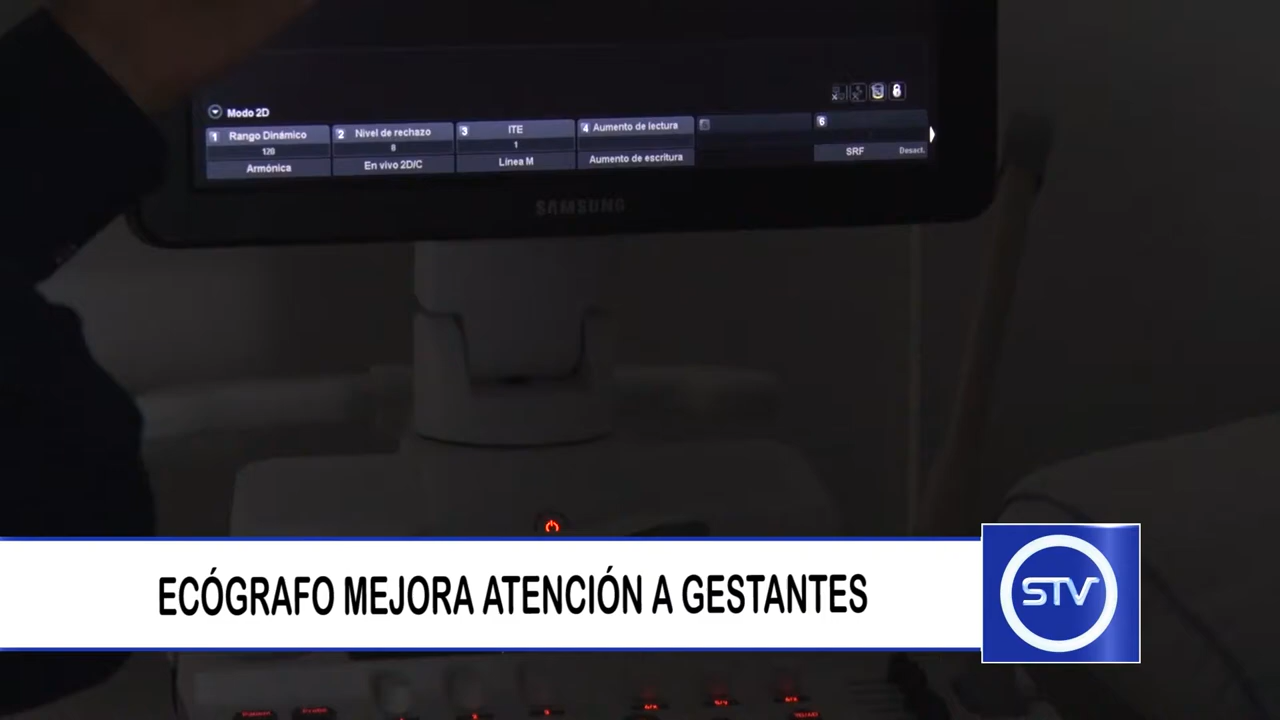 Modo 2D
1 Rango Dinámico 2 Nivel de rechazo 3 ITE 4 Aumento de lectura 6
120 8 1
Armónica En vivo 2D/C Línea M Aumento de escritura SRF Desact.
SAMSUNG
ECÓGRAFO MEJORA ATENCIÓN A GESTANTES
STV